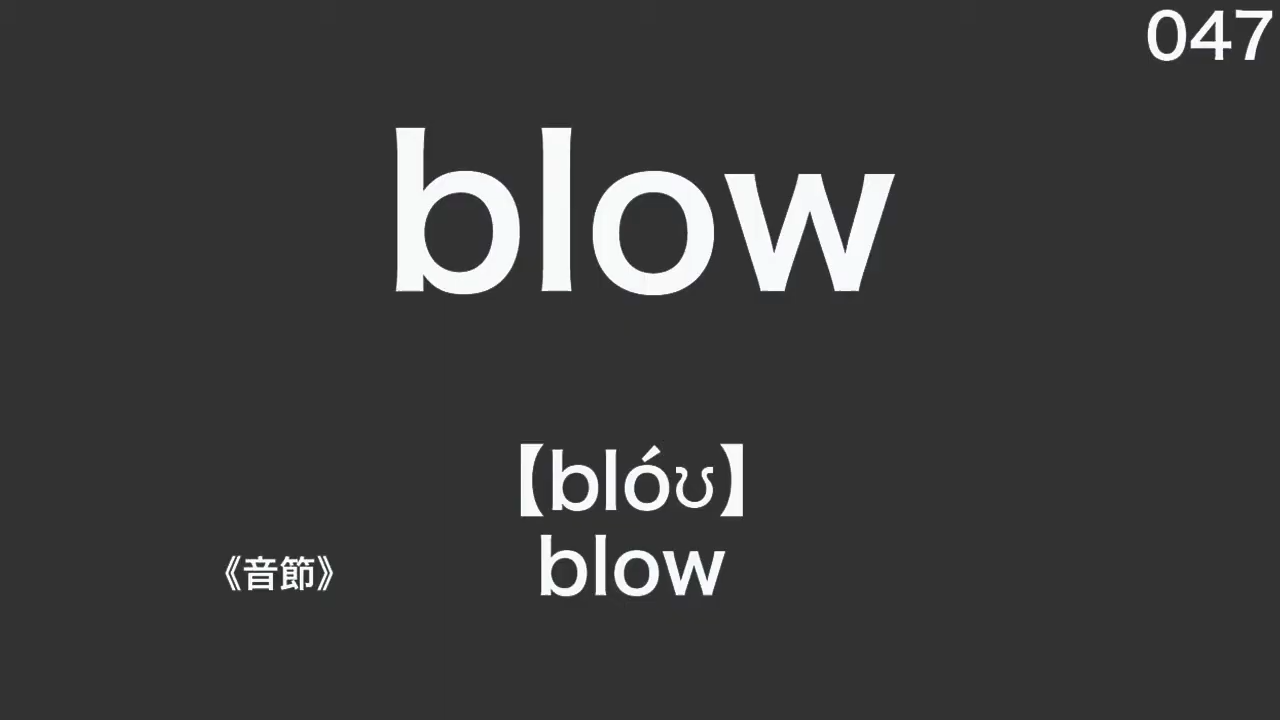 047
blow
【blóʊ】
《音節》 blow